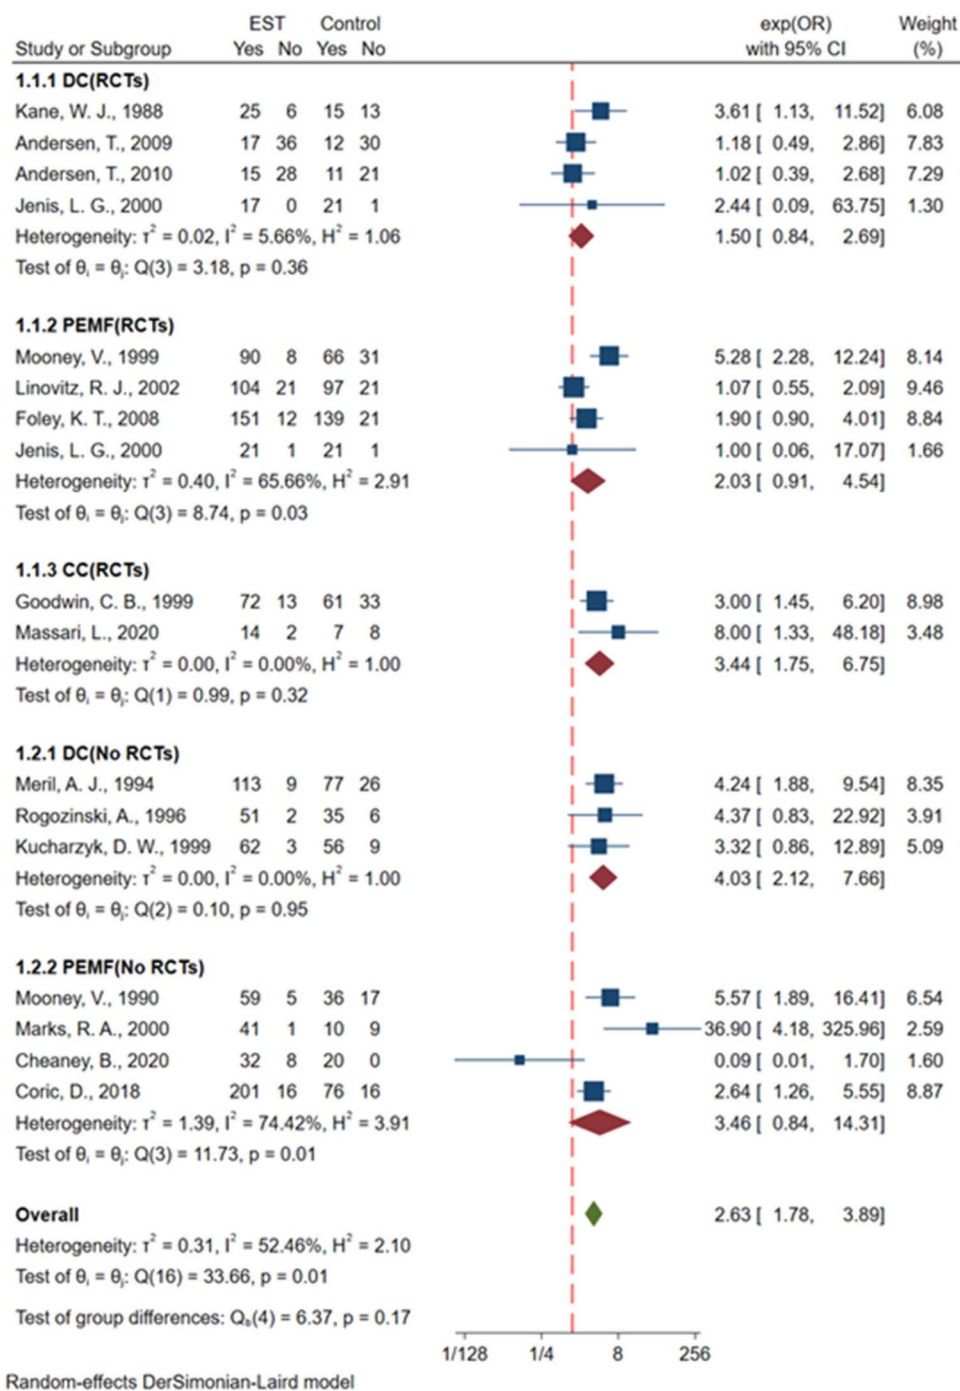 EST Control exp(OR) Weight
Study or Subgroup Yes No Yes No with 95% CI (%)
1.1.1 DC(RCTs)
Kane, W. J., 1988 25 6 15 13 3.61 [ 1.13, 11.52] 6.08
Andersen, T., 2009 17 36 12 30 1.18 [ 0.49, 2.86] 7.83
Andersen, T., 2010 15 28 11 21 1.02 [ 0.39, 2.68] 7.29
Jenis, L. G., 2000 17 0 21 1 2.44 [ 0.09, 63.75] 1.30
Heterogeneity: τ² = 0.02, I² = 5.66%, H² = 1.06 1.50 [ 0.84, 2.69]
Test of θᵢ = θⱼ: Q(3) = 3.18, p = 0.36
1.1.2 PEMF(RCTs)
Mooney, V., 1999 90 8 66 31 5.28 [ 2.28, 12.24] 8.14
Linovitz, R. J., 2002 104 21 97 21 1.07 [ 0.55, 2.09] 9.46
Foley, K. T., 2008 151 12 139 21 1.90 [ 0.90, 4.01] 8.84
Jenis, L. G., 2000 21 1 21 1 1.00 [ 0.06, 17.07] 1.66
Heterogeneity: τ² = 0.40, I² = 65.66%, H² = 2.91 2.03 [ 0.91, 4.54]
Test of θᵢ = θⱼ: Q(3) = 8.74, p = 0.03
1.1.3 CC(RCTs)
Goodwin, C. B., 1999 72 13 61 33 3.00 [ 1.45, 6.20] 8.98
Massari, L., 2020 14 2 7 8 8.00 [ 1.33, 48.18] 3.48
Heterogeneity: τ² = 0.00, I² = 0.00%, H² = 1.00 3.44 [ 1.75, 6.75]
Test of θᵢ = θⱼ: Q(1) = 0.99, p = 0.32
1.2.1 DC(No RCTs)
Meril, A. J., 1994 113 9 77 26 4.24 [ 1.88, 9.54] 8.35
Rogozinski, A., 1996 51 2 35 6 4.37 [ 0.83, 22.92] 3.91
Kucharzyk, D. W., 1999 62 3 56 9 3.32 [ 0.86, 12.89] 5.09
Heterogeneity: τ² = 0.00, I² = 0.00%, H² = 1.00 4.03 [ 2.12, 7.66]
Test of θᵢ = θⱼ: Q(2) = 0.10, p = 0.95
1.2.2 PEMF(No RCTs)
Mooney, V., 1990 59 5 36 17 5.57 [ 1.89, 16.41] 6.54
Marks, R. A., 2000 41 1 10 9 36.90 [ 4.18, 325.96] 2.59
Cheaney, B., 2020 32 8 20 0 0.09 [ 0.01, 1.70] 1.60
Coric, D., 2018 201 16 76 16 2.64 [ 1.26, 5.55] 8.87
Heterogeneity: τ² = 1.39, I² = 74.42%, H² = 3.91 3.46 [ 0.84, 14.31]
Test of θᵢ = θⱼ: Q(3) = 11.73, p = 0.01
Overall 2.63 [ 1.78, 3.89]
Heterogeneity: τ² = 0.31, I² = 52.46%, H² = 2.10
Test of θᵢ = θⱼ: Q(16) = 33.66, p = 0.01
Test of group differences: Q_b(4) = 6.37, p = 0.17
1/128 1/4 8 256
Random-effects DerSimonian-Laird model